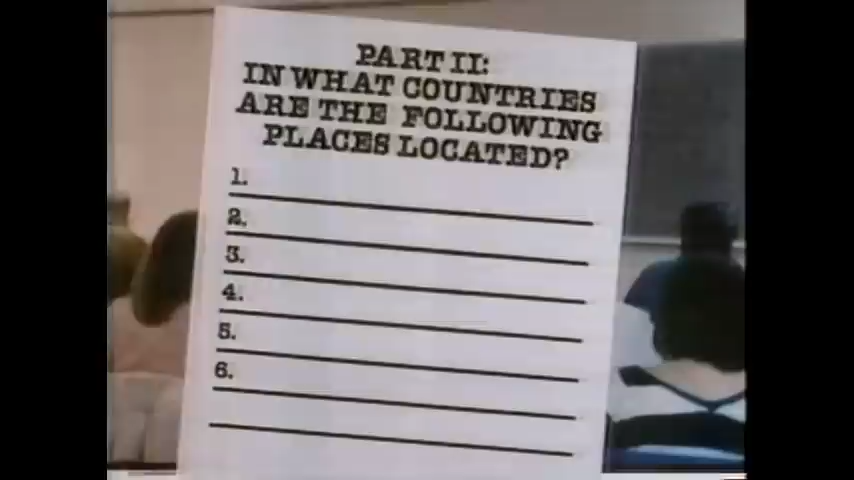 PART II:
IN WHAT COUNTRIES
ARE THE FOLLOWING
PLACES LOCATED?
1.
2.
3.
4.
5.
6.